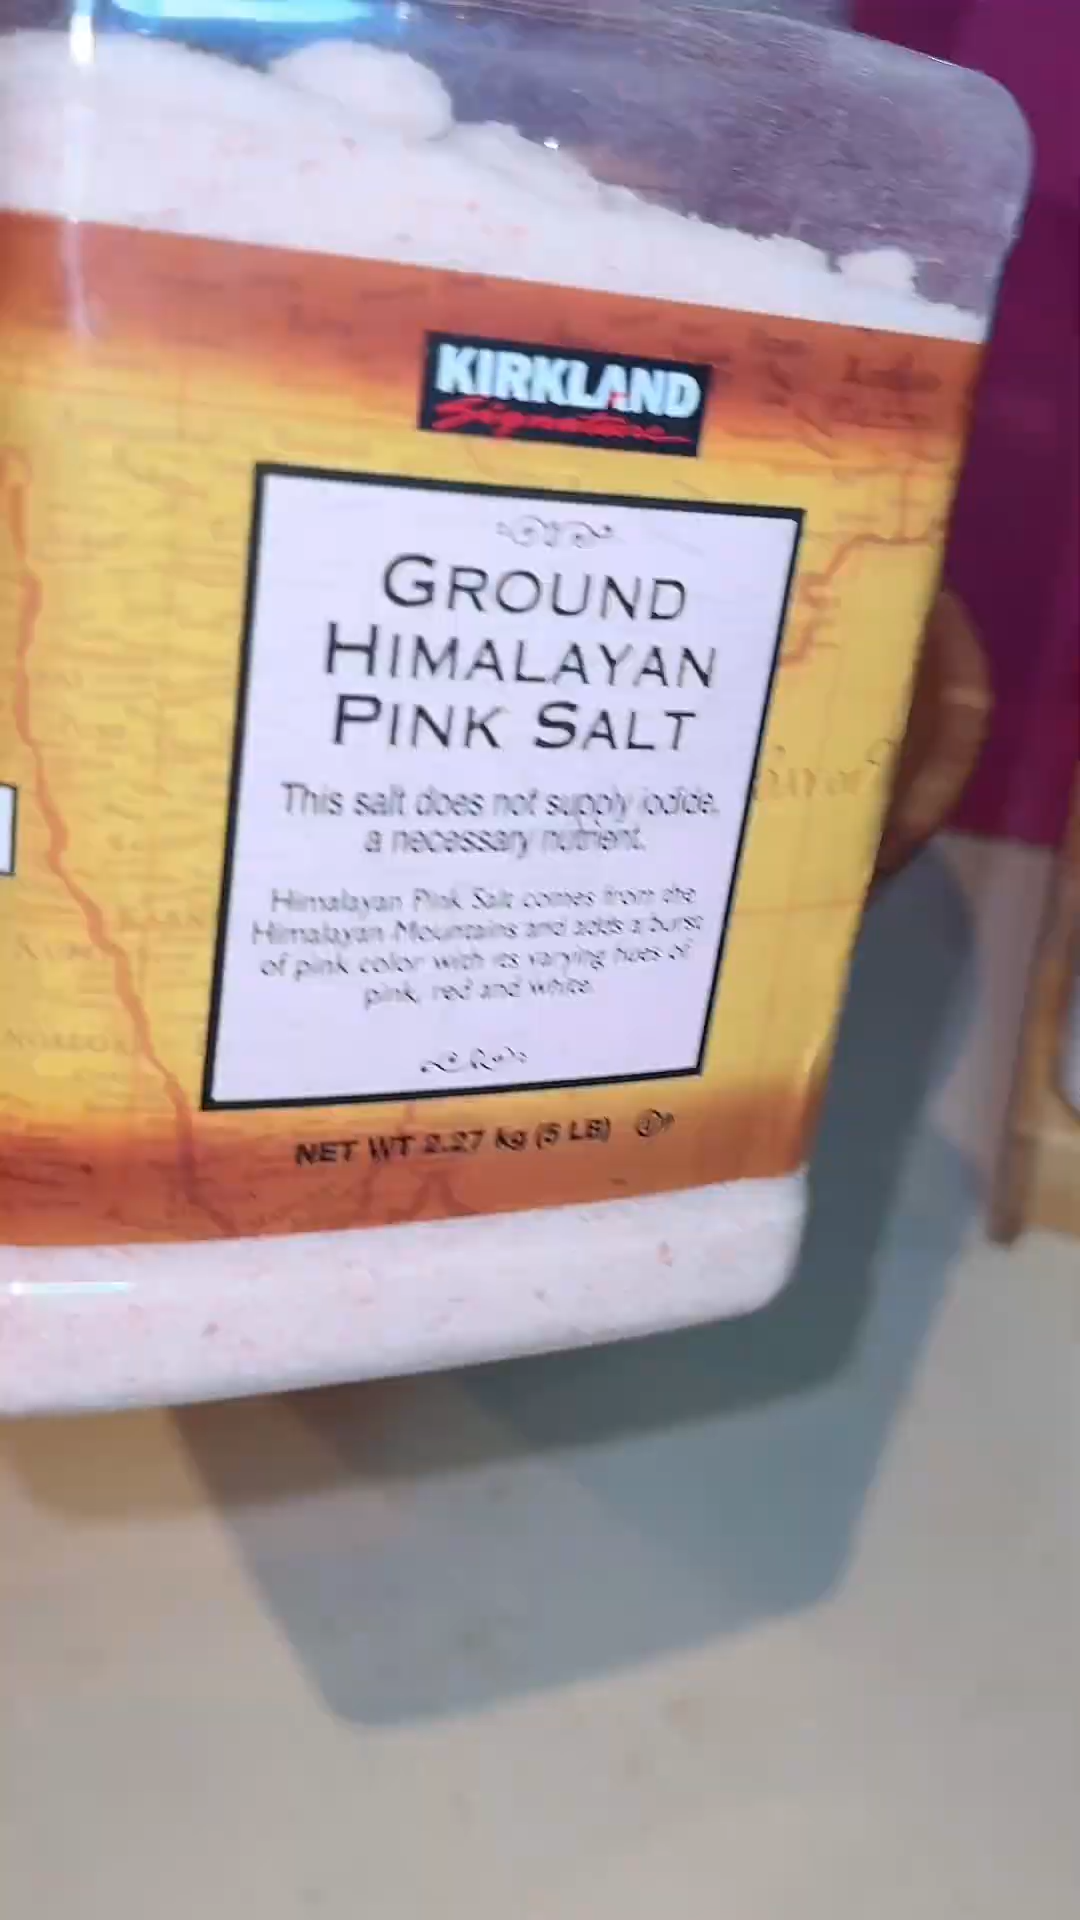 KIRKLAND
Signature
GROUND
HIMALAYAN
PINK SALT
This salt does not supply iodide,
a necessary nutrient.
Himalayan Pink Salt comes from the
Himalayan Mountains and adds a burst
of pink color with its varying hues of
pink, red and white.
NET WT 2.27 kg (5 LB)